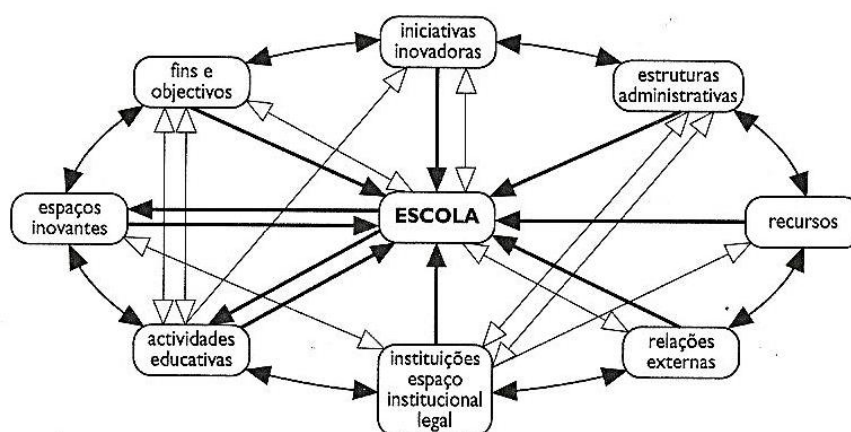 iniciativas
inovadoras
fins e
objectivos
estruturas
administrativas
espaços
inovantes
ESCOLA
recursos
actividades
educativas
instituições
espaço
institucional
legal
relações
externas